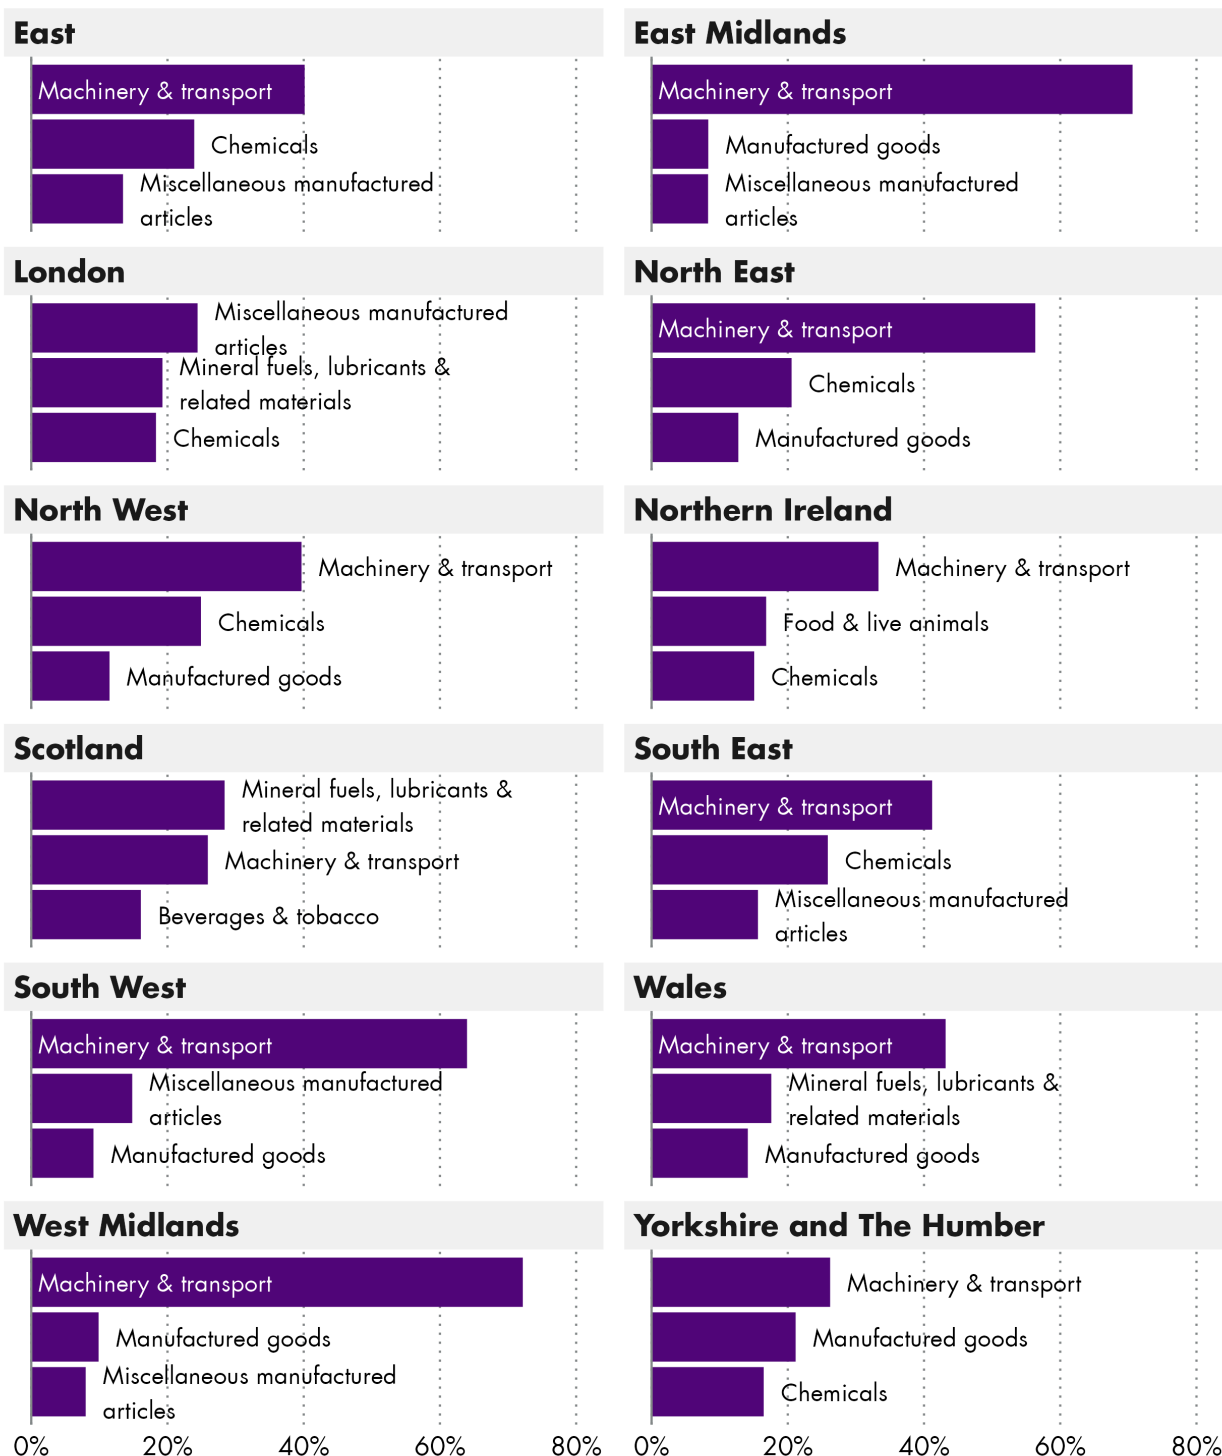 East
Machinery & transport
Chemicals
Miscellaneous manufactured
articles
East Midlands
Machinery & transport
Manufactured goods
Miscellaneous manufactured
articles
London
Miscellaneous manufactured
articles
Mineral fuels, lubricants &
related materials
Chemicals
North East
Machinery & transport
Chemicals
Manufactured goods
North West
Machinery & transport
Chemicals
Manufactured goods
Northern Ireland
Machinery & transport
Food & live animals
Chemicals
Scotland
Mineral fuels, lubricants &
related materials
Machinery & transport
Beverages & tobacco
South East
Machinery & transport
Chemicals
Miscellaneous manufactured
articles
South West
Machinery & transport
Miscellaneous manufactured
articles
Manufactured goods
Wales
Machinery & transport
Mineral fuels, lubricants &
related materials
Manufactured goods
West Midlands
Machinery & transport
Manufactured goods
Miscellaneous manufactured
articles
0% 20% 40% 60% 80%
Yorkshire and The Humber
Machinery & transport
Manufactured goods
Chemicals
0% 20% 40% 60% 80%